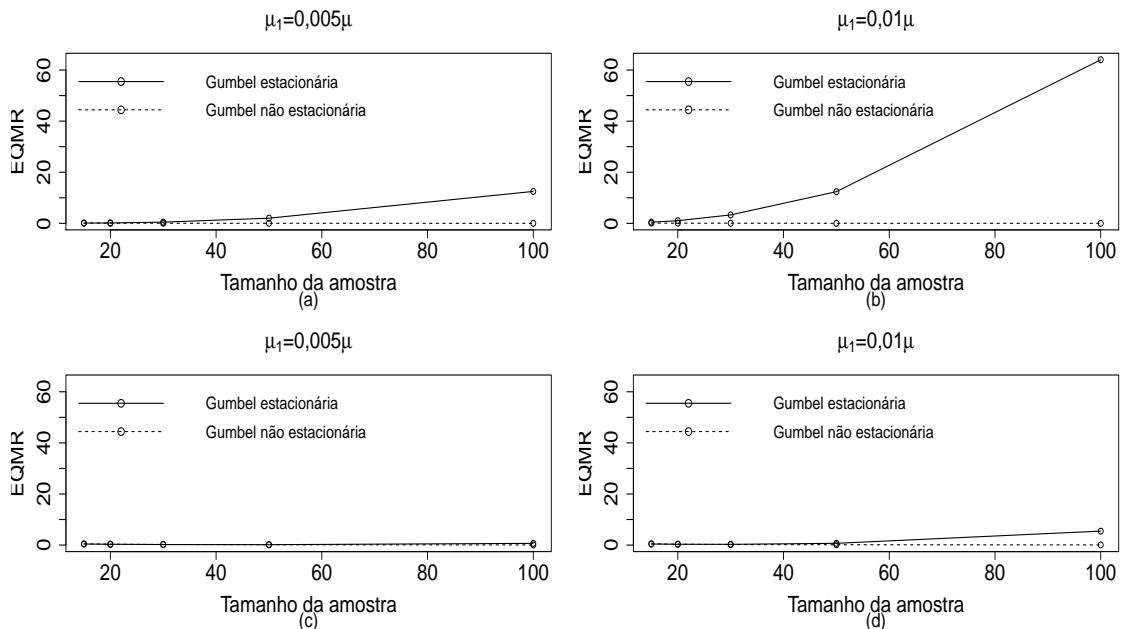 μ₁=0,005μ
EQMR
0
20
40
60
Gumbel estacionária
Gumbel não estacionária
20
40
60
80
100
Tamanho da amostra
(a)
μ₁=0,01μ
EQMR
0
20
40
60
Gumbel estacionária
Gumbel não estacionária
20
40
60
80
100
Tamanho da amostra
(b)
μ₁=0,005μ
EQMR
0
20
40
60
Gumbel estacionária
Gumbel não estacionária
20
40
60
80
100
Tamanho da amostra
(c)
μ₁=0,01μ
EQMR
0
20
40
60
Gumbel estacionária
Gumbel não estacionária
20
40
60
80
100
Tamanho da amostra
(d)